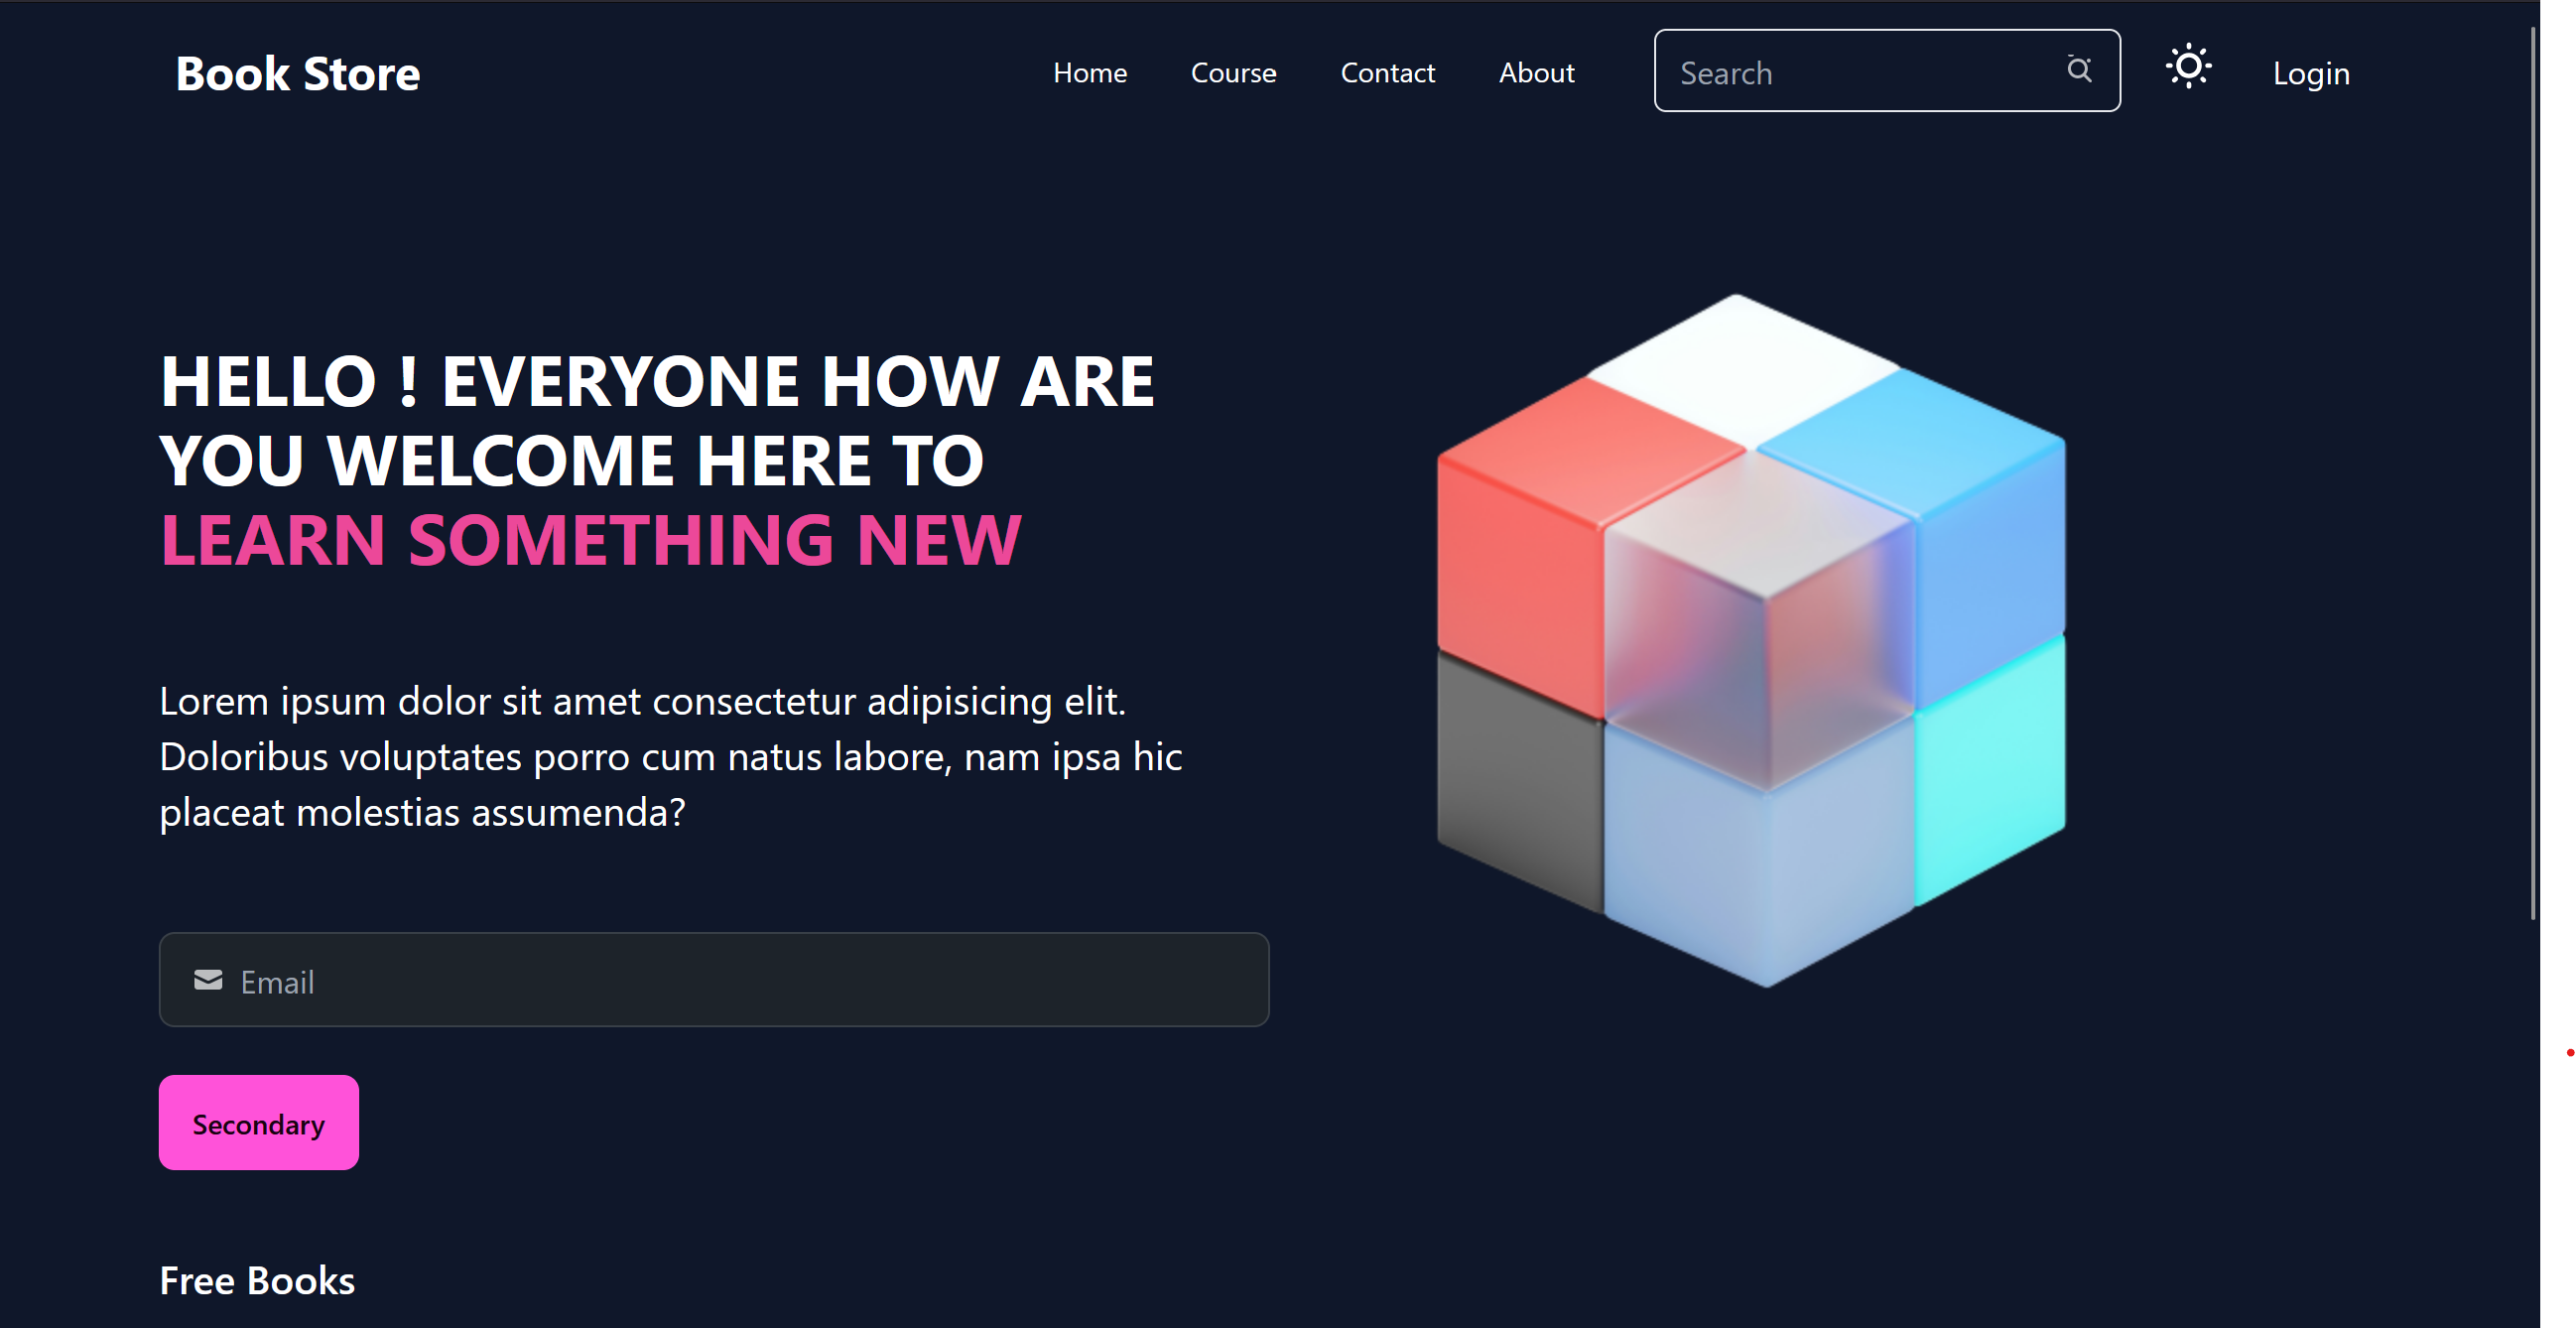 Book Store
Home
Course
Contact
About
Search
Login
HELLO ! EVERYONE HOW ARE
YOU WELCOME HERE TO
LEARN SOMETHING NEW
Lorem ipsum dolor sit amet consectetur adipisicing elit.
Doloribus voluptates porro cum natus labore, nam ipsa hic
placeat molestias assumenda?
Email
Secondary
Free Books